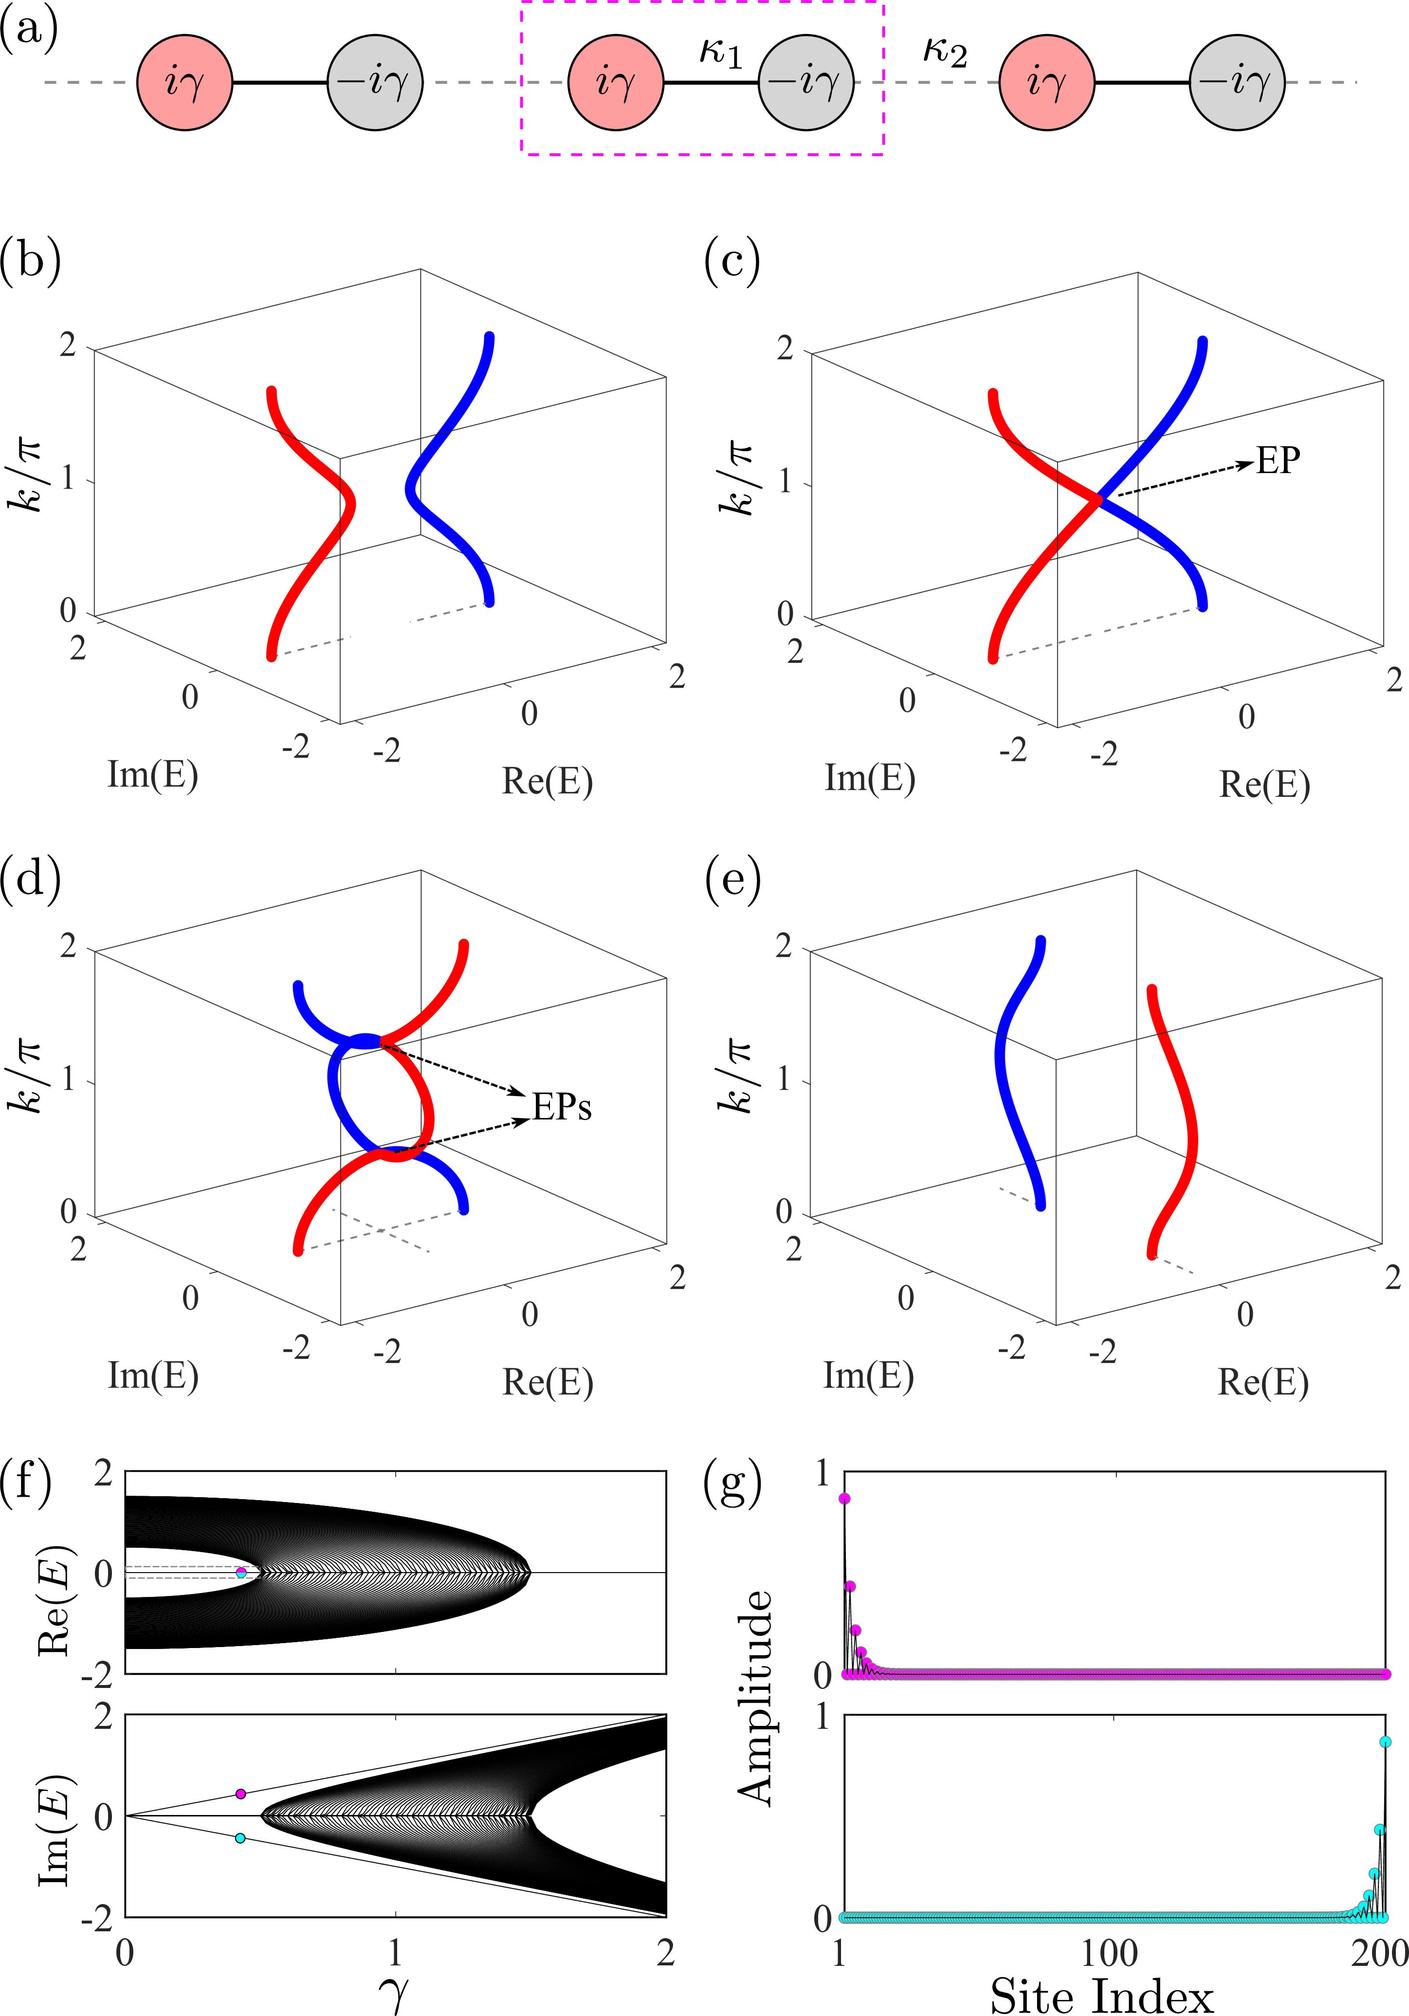 (a)
iγ −iγ iγ κ₁ −iγ κ₂ iγ −iγ
(b)
2
1
0
k/π
2
0
-2
Im(E)
-2
0
2
Re(E)
(c)
2
1
0
k/π
EP
2
0
-2
Im(E)
-2
0
2
Re(E)
(d)
2
1
0
k/π
EPs
2
0
-2
Im(E)
-2
0
2
Re(E)
(e)
2
1
0
k/π
2
0
-2
Im(E)
-2
0
2
Re(E)
(f)
2
0
-2
Re(E)
2
0
-2
Im(E)
0 1 2
γ
(g)
1
0
1
0
Amplitude
1 100 200
Site Index